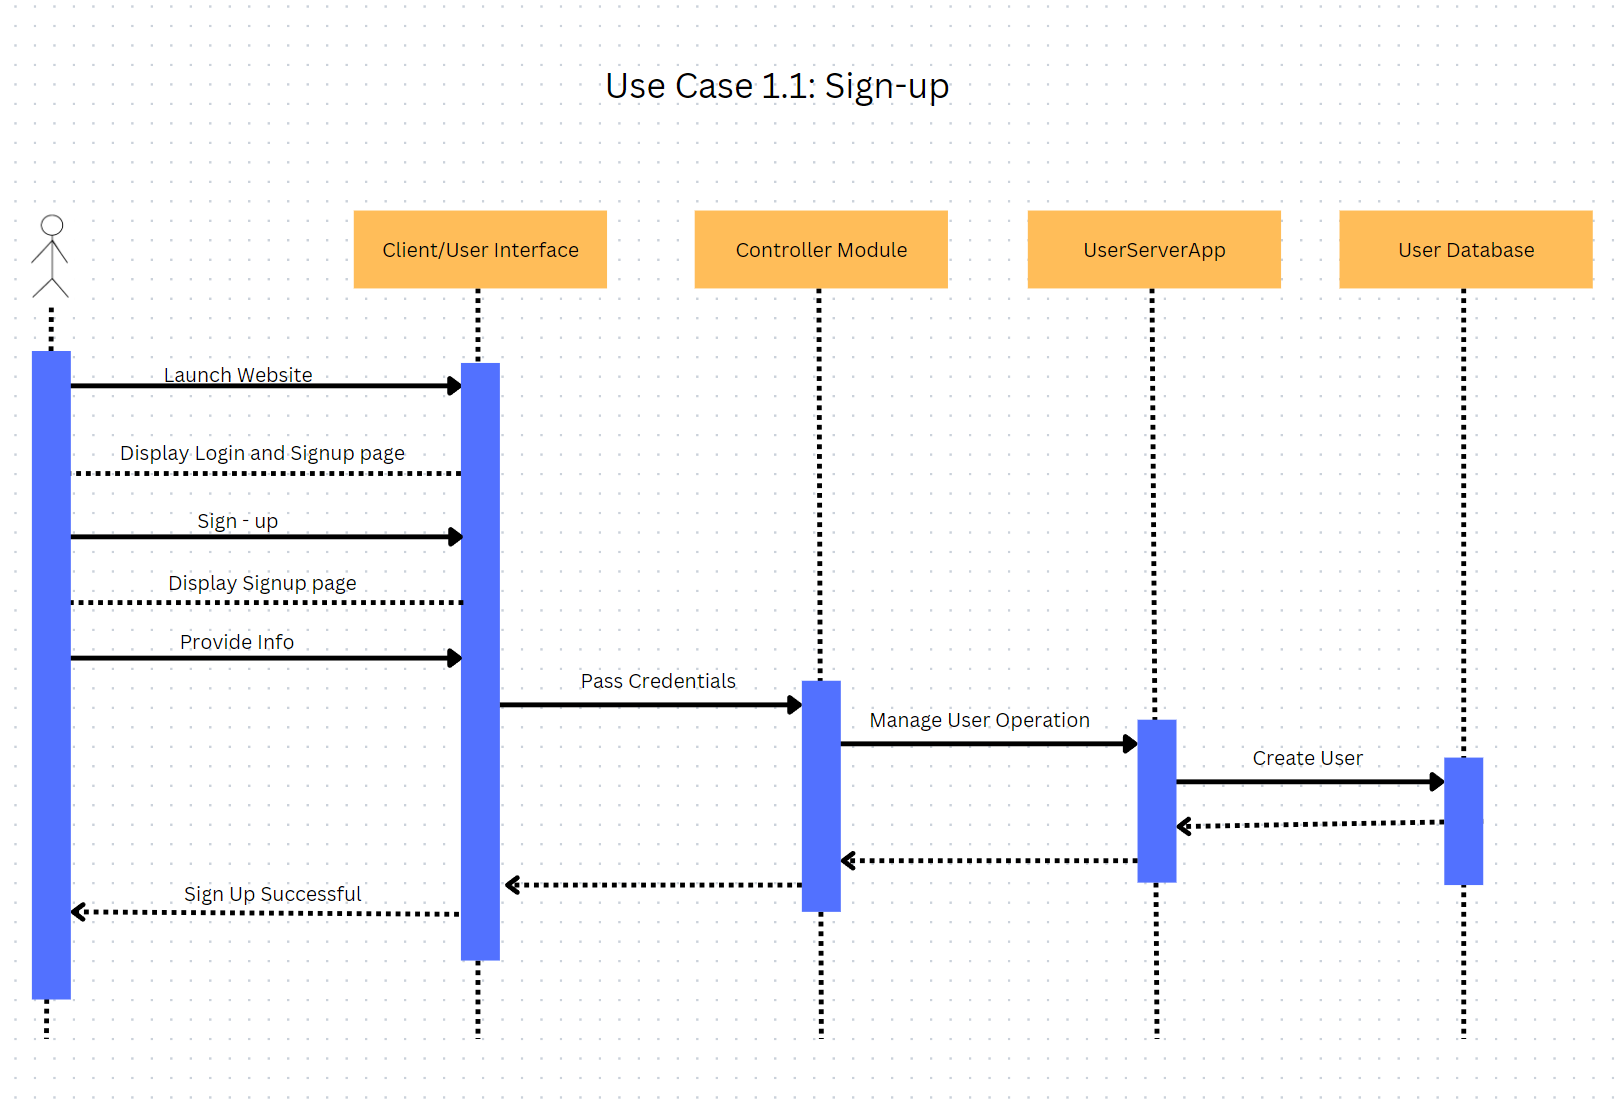 Use Case 1.1: Sign-up
Client/User Interface
Controller Module
UserServerApp
User Database
Launch Website
Display Login and Signup page
Sign - up
Display Signup page
Provide Info
Pass Credentials
Manage User Operation
Create User
Sign Up Successful